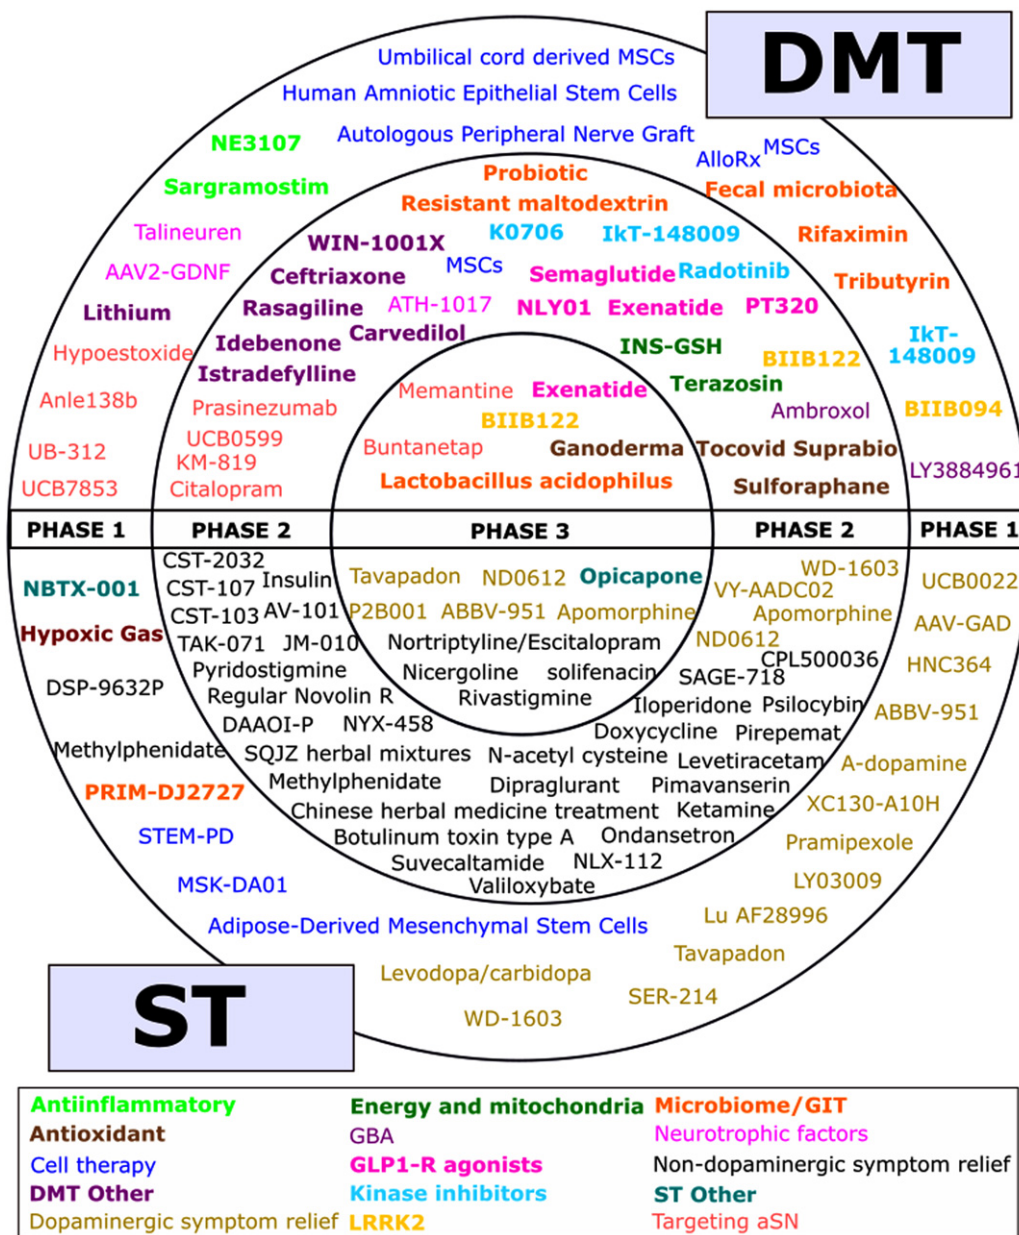 DMT
Umbilical cord derived MSCs
Human Amniotic Epithelial Stem Cells
Autologous Peripheral Nerve Graft
NE3107
AlloRx MSCs
Sargramostim
Probiotic
Fecal microbiota
Resistant maltodextrin
Talineuren
WIN-1001X
K0706
IkT-148009
Rifaximin
AAV2-GDNF
Ceftriaxone
MSCs
Semaglutide
Radotinib
Tributyrin
Lithium
Rasagiline
ATH-1017
NLY01
Exenatide
PT320
Hypoestoxide
Idebenone
Carvedilol
INS-GSH
BIIB122
IkT-
148009
Istradefylline
Memantine
Exenatide
Terazosin
Anle138b
Prasinezumab
BIIB122
Ambroxol
BIIB094
UB-312
UCB0599
KM-819
Buntanetap
Ganoderma
Tocovid Suprabio
LY3884961
UCB7853
Citalopram
Lactobacillus acidophilus
Sulforaphane
PHASE 1
PHASE 2
PHASE 3
PHASE 2
PHASE 1
CST-2032
WD-1603
NBTX-001
CST-107
Insulin
Tavapadon
ND0612
Opicapone
VY-AADC02
UCB0022
CST-103
AV-101
P2B001
ABBV-951
Apomorphine
Apomorphine
AAV-GAD
Hypoxic Gas
TAK-071
JM-010
Nortriptyline/Escitalopram
ND0612
Pyridostigmine
Nicergoline
solifenacin
SAGE-718
CPL500036
HNC364
DSP-9632P
Regular Novolin R
Rivastigmine
Iloperidone
Psilocybin
ABBV-951
DAAOI-P
NYX-458
Doxycycline
Pirepemat
Methylphenidate
SQJZ herbal mixtures
N-acetyl cysteine
Levetiracetam
A-dopamine
PRIM-DJ2727
Methylphenidate
Dipraglurant
Pimavanserin
Chinese herbal medicine treatment
Ketamine
XC130-A10H
STEM-PD
Botulinum toxin type A
Ondansetron
Pramipexole
Suvecaltamide
NLX-112
MSK-DA01
Valiloxybate
LY03009
Adipose-Derived Mesenchymal Stem Cells
Lu AF28996
Tavapadon
Levodopa/carbidopa
SER-214
WD-1603
ST
Antiinflammatory
Energy and mitochondria
Microbiome/GIT
Antioxidant
GBA
Neurotrophic factors
Cell therapy
GLP1-R agonists
Non-dopaminergic symptom relief
DMT Other
Kinase inhibitors
ST Other
Dopaminergic symptom relief
LRRK2
Targeting aSN